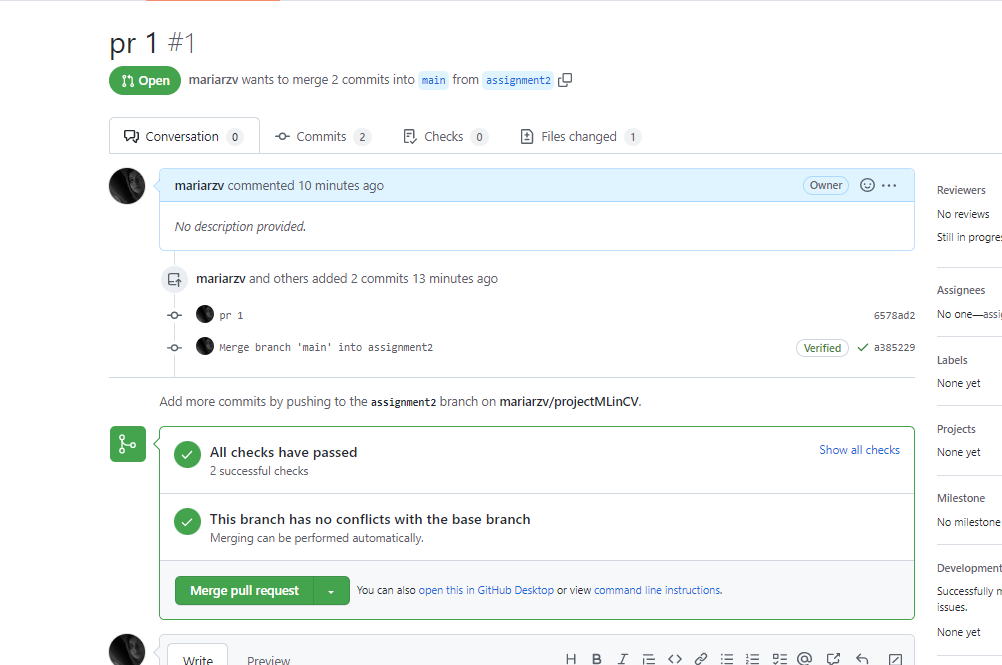 pr 1 #1
Open mariarzv wants to merge 2 commits into main from assignment2
Conversation 0 Commits 2 Checks 0 Files changed 1
mariarzv commented 10 minutes ago Owner ...
No description provided.
mariarzv and others added 2 commits 13 minutes ago
pr 1 6578ad2
Merge branch 'main' into assignment2 Verified a385229
Add more commits by pushing to the assignment2 branch on mariarzv/projectMLinCV.
All checks have passed Show all checks
2 successful checks
This branch has no conflicts with the base branch
Merging can be performed automatically.
Merge pull request You can also open this in GitHub Desktop or view command line instructions.
Write Preview H B I @
Reviewers
No reviews
Still in progres
Assignees
No one—assig
Labels
None yet
Projects
None yet
Milestone
No milestone
Development
Successfully m
issues.
None yet